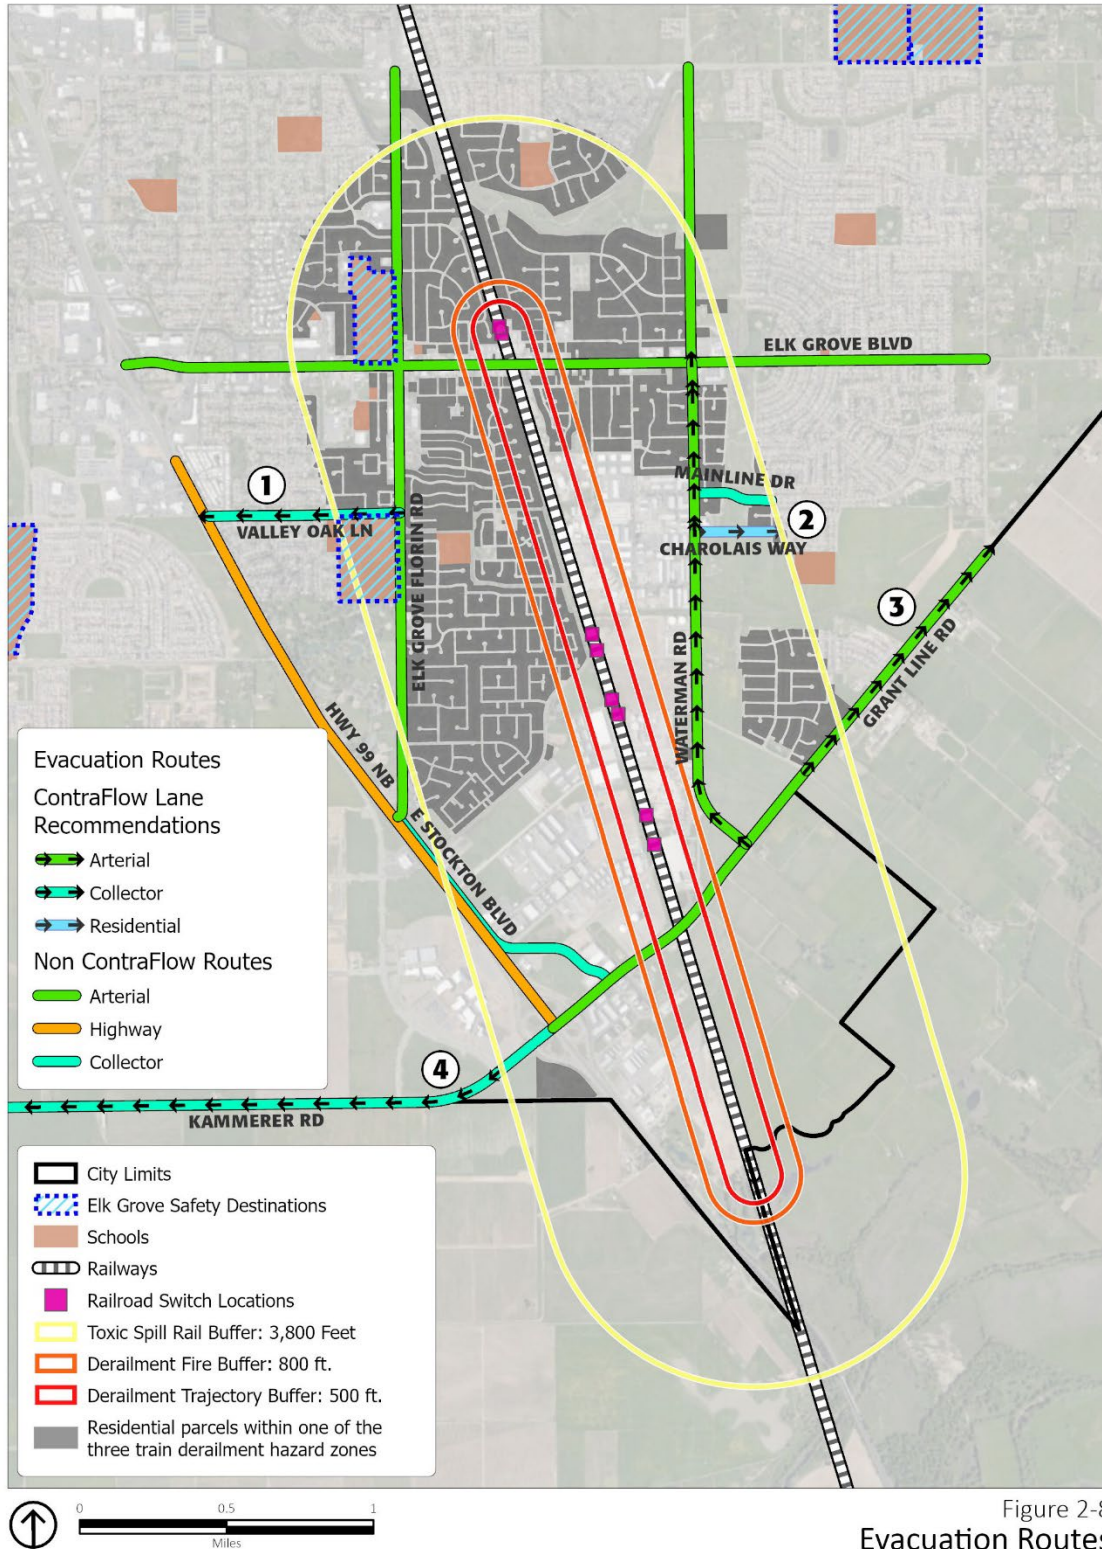 ELK GROVE BLVD
MAINLINE DR
1
VALLEY OAK LN
2
CHAROLAIS WAY
ELK GROVE FLORIN RD
3
GRANT LINE RD
WATERMAN RD
HWY 99 NB
E STOCKTON BLVD
4
KAMMERER RD
Evacuation Routes
ContraFlow Lane
Recommendations
Arterial
Collector
Residential
Non ContraFlow Routes
Arterial
Highway
Collector
City Limits
Elk Grove Safety Destinations
Schools
Railways
Railroad Switch Locations
Toxic Spill Rail Buffer: 3,800 Feet
Derailment Fire Buffer: 800 ft.
Derailment Trajectory Buffer: 500 ft.
Residential parcels within one of the
three train derailment hazard zones
0 0.5 1
Miles
Figure 2-8
Evacuation Routes